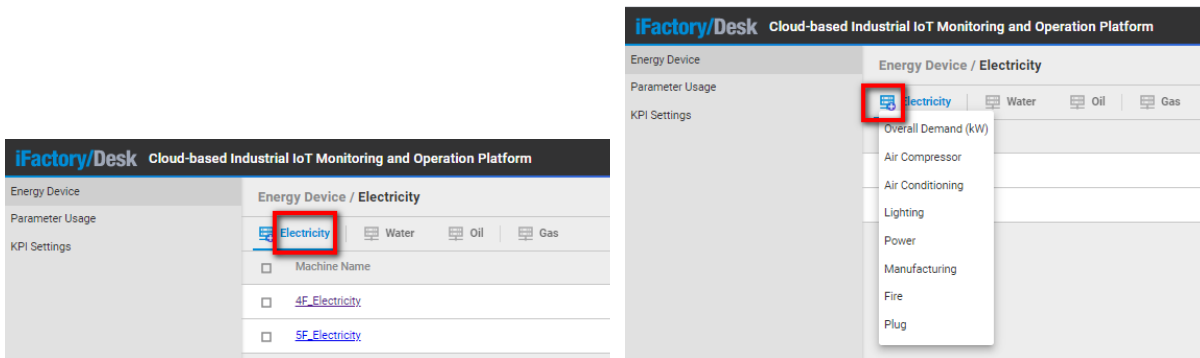 iFactory/Desk Cloud-based Industrial IoT Monitoring and Operation Platform
Energy Device
Parameter Usage
KPI Settings
Energy Device / Electricity
Electricity Water Oil Gas
Machine Name
4F_Electricity
5F_Electricity
iFactory/Desk Cloud-based Industrial IoT Monitoring and Operation Platform
Energy Device
Parameter Usage
KPI Settings
Energy Device / Electricity
Electricity Water Oil Gas
Overall Demand (kW)
Air Compressor
Air Conditioning
Lighting
Power
Manufacturing
Fire
Plug